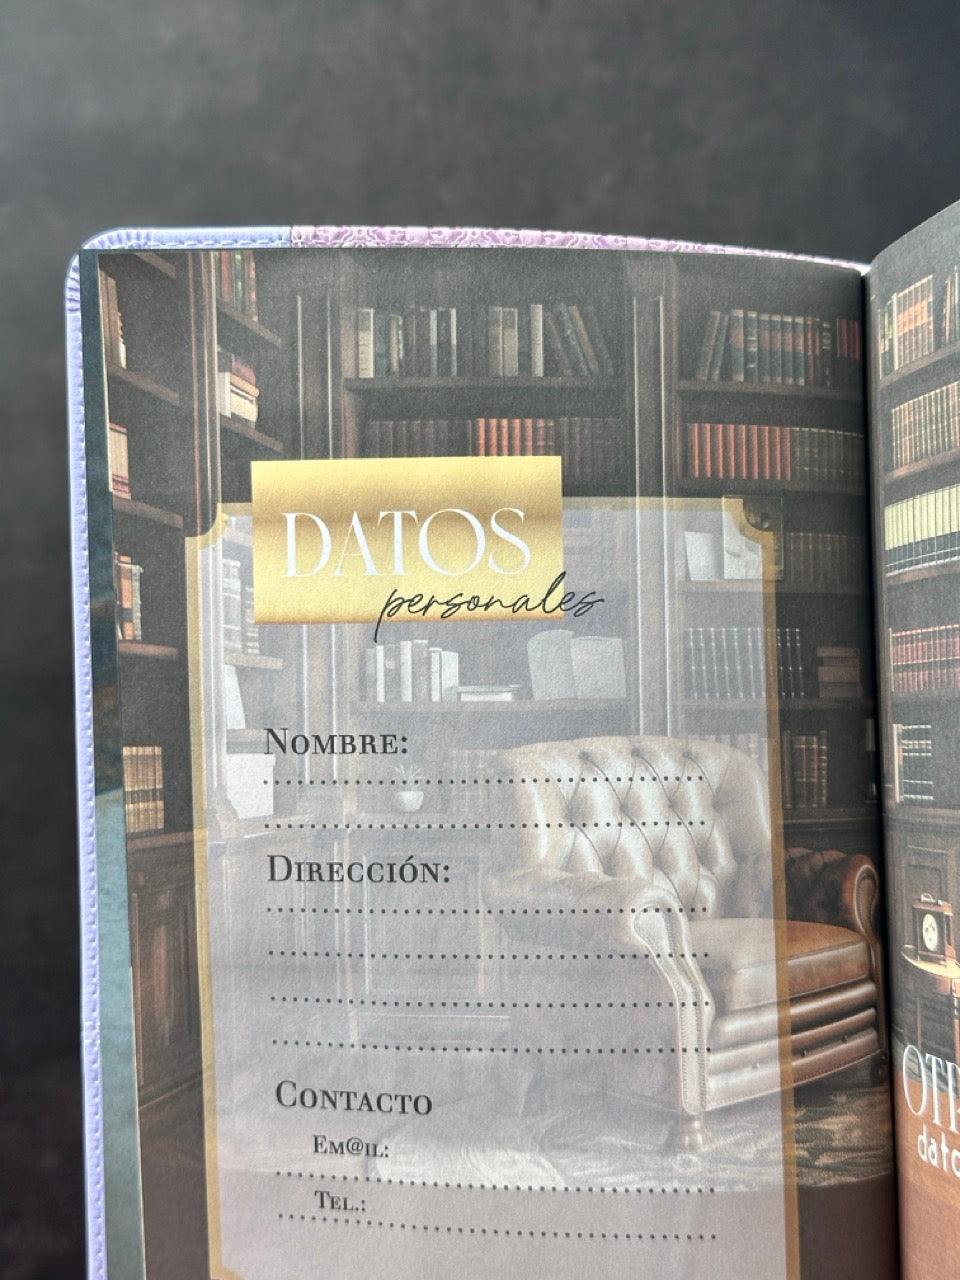 DATOS
personales
NOMBRE:
DIRECCIÓN:
CONTACTO
EM@IL:
TEL.: